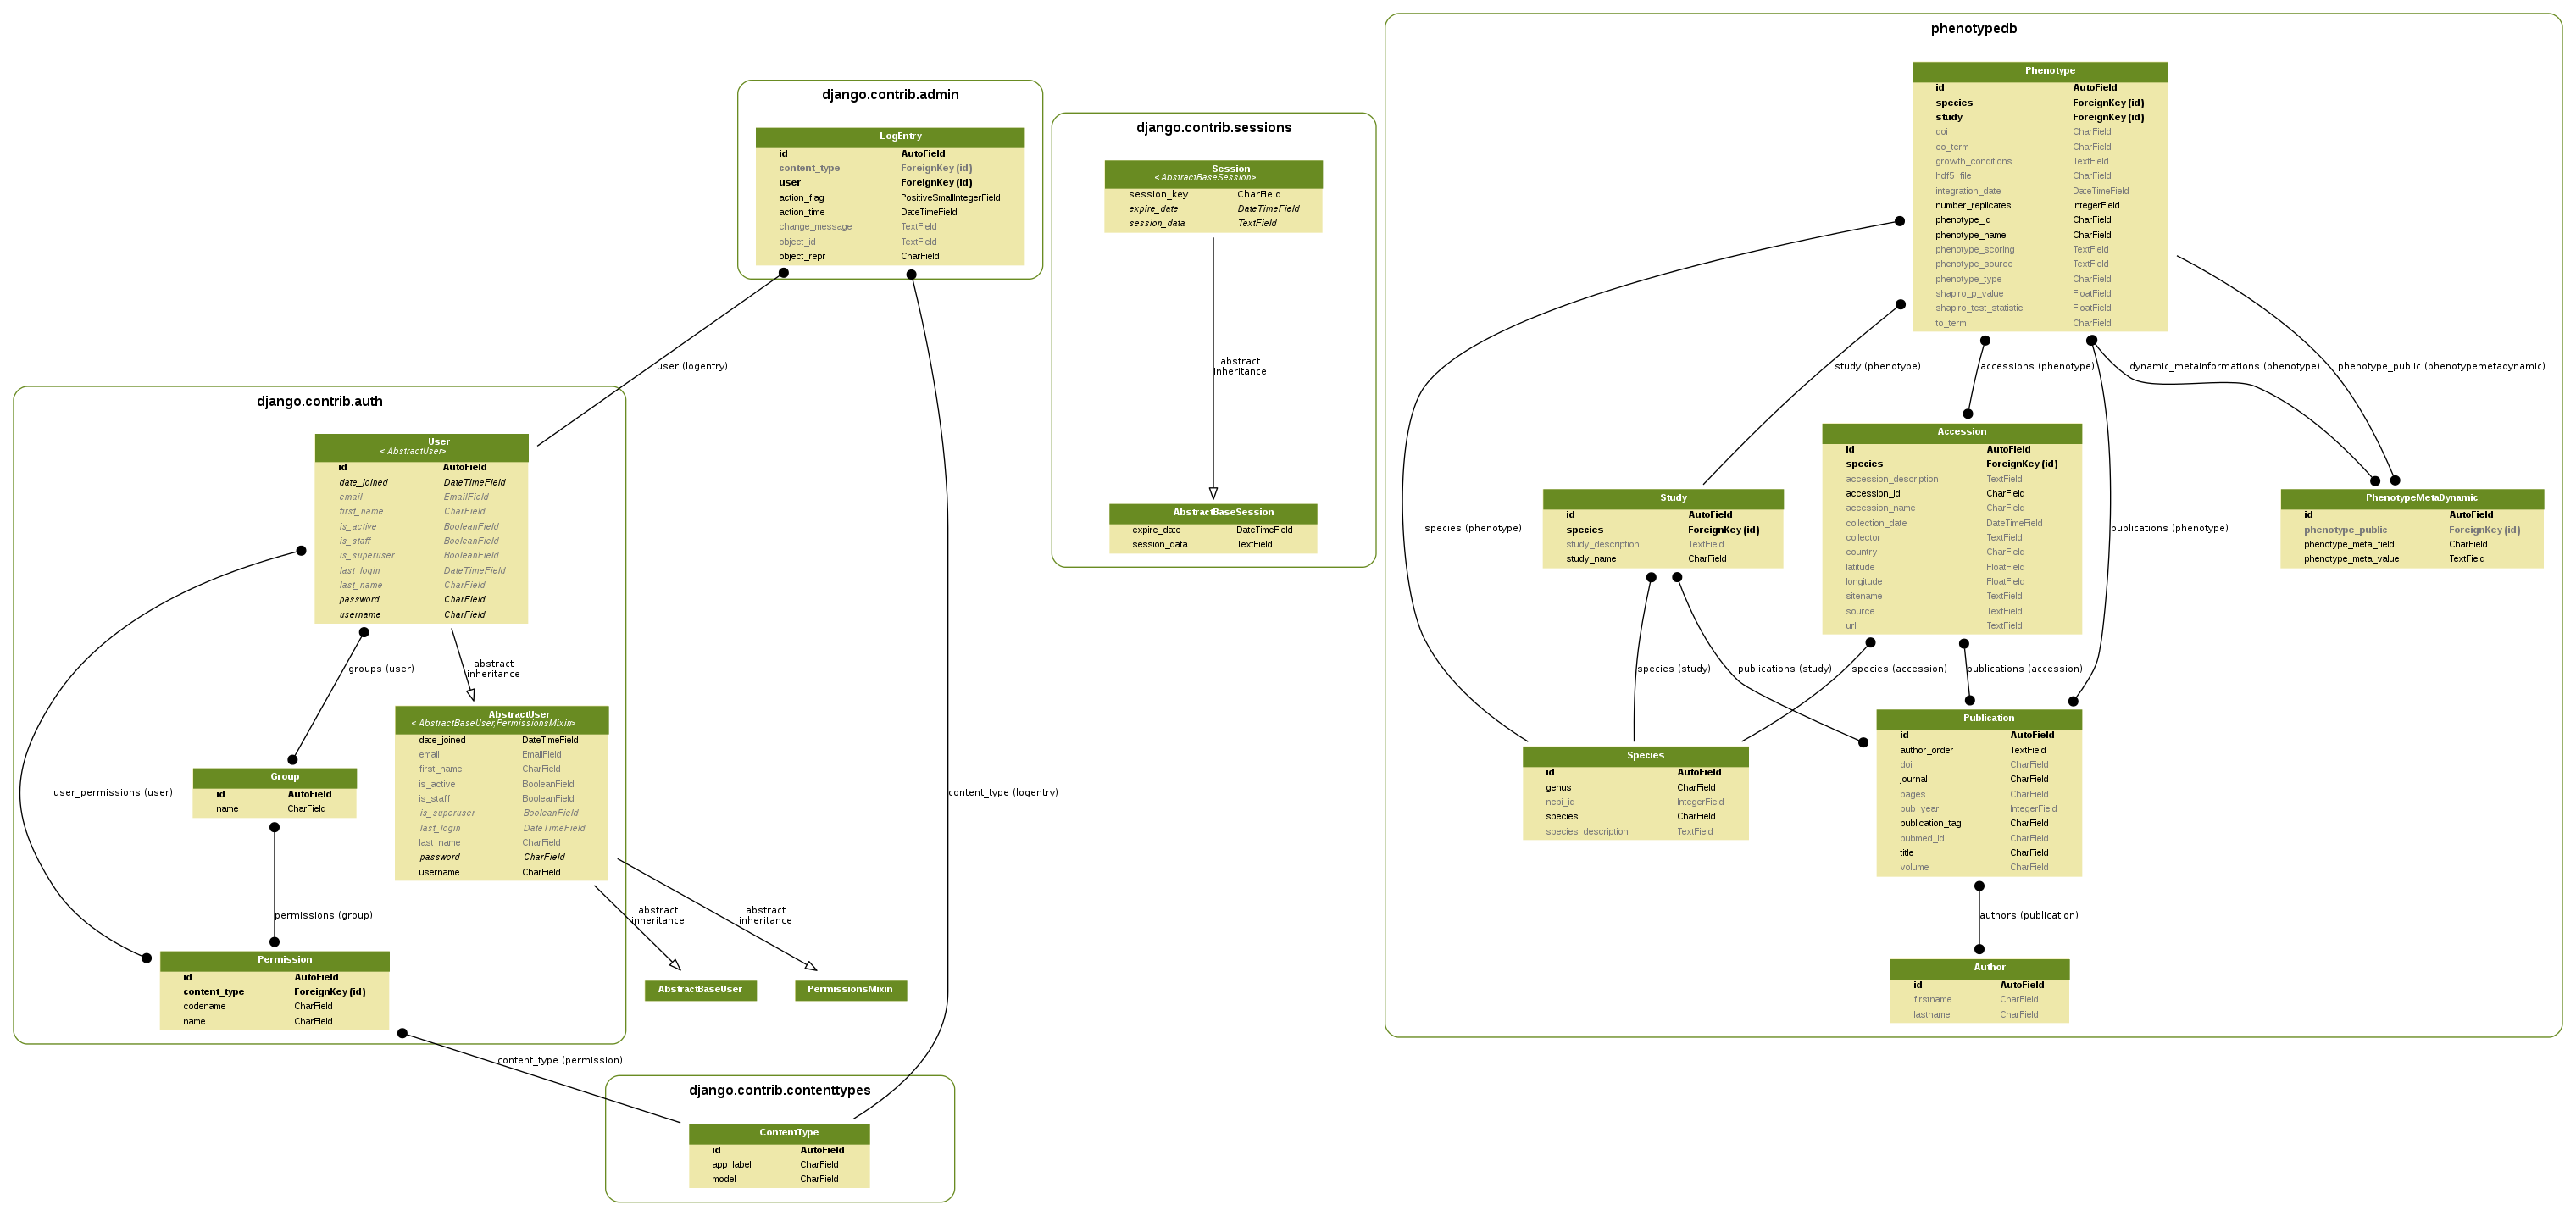 phenotypedb
Phenotype
id AutoField
species ForeignKey (id)
study ForeignKey (id)
doi CharField
eo_term CharField
growth_conditions TextField
hdf5_file CharField
integration_date DateTimeField
number_replicates IntegerField
phenotype_id CharField
phenotype_name CharField
phenotype_scoring TextField
phenotype_source TextField
phenotype_type CharField
shapiro_p_value FloatField
shapiro_test_statistic FloatField
to_term CharField
django.contrib.admin
LogEntry
id AutoField
content_type ForeignKey (id)
user ForeignKey (id)
action_flag PositiveSmallIntegerField
action_time DateTimeField
change_message TextField
object_id TextField
object_repr CharField
django.contrib.sessions
Session
<AbstractBaseSession>
session_key CharField
expire_date DateTimeField
session_data TextField
user (logentry)
abstract
inheritance
study (phenotype)
accessions (phenotype)
dynamic_metainformations (phenotype)
phenotype_public (phenotypemetadynamic)
django.contrib.auth
User
<AbstractUser>
id AutoField
date_joined DateTimeField
email EmailField
first_name CharField
is_active BooleanField
is_staff BooleanField
is_superuser BooleanField
last_login DateTimeField
last_name CharField
password CharField
username CharField
AbstractBaseSession
expire_date DateTimeField
session_data TextField
species (phenotype)
Study
id AutoField
species ForeignKey (id)
study_description TextField
study_name CharField
Accession
id AutoField
species ForeignKey (id)
accession_description TextField
accession_id CharField
accession_name CharField
collection_date DateTimeField
collector TextField
country CharField
latitude FloatField
longitude FloatField
sitename TextField
source TextField
url TextField
publications (phenotype)
PhenotypeMetaDynamic
id AutoField
phenotype_public ForeignKey (id)
phenotype_meta_field CharField
phenotype_meta_value TextField
groups (user)
abstract
inheritance
species (study)
publications (study)
species (accession)
publications (accession)
AbstractUser
<AbstractBaseUser,PermissionsMixin>
date_joined DateTimeField
email EmailField
first_name CharField
is_active BooleanField
is_staff BooleanField
is_superuser BooleanField
last_login DateTimeField
last_name CharField
password CharField
username CharField
Group
id AutoField
name CharField
user_permissions (user)
content_type (logentry)
Species
id AutoField
genus CharField
ncbi_id IntegerField
species CharField
species_description TextField
Publication
id AutoField
author_order TextField
doi CharField
journal CharField
pages CharField
pub_year IntegerField
publication_tag CharField
pubmed_id CharField
title CharField
volume CharField
permissions (group)
abstract
inheritance
abstract
inheritance
authors (publication)
Permission
id AutoField
content_type ForeignKey (id)
codename CharField
name CharField
AbstractBaseUser
PermissionsMixin
Author
id AutoField
firstname CharField
lastname CharField
content_type (permission)
django.contrib.contenttypes
ContentType
id AutoField
app_label CharField
model CharField